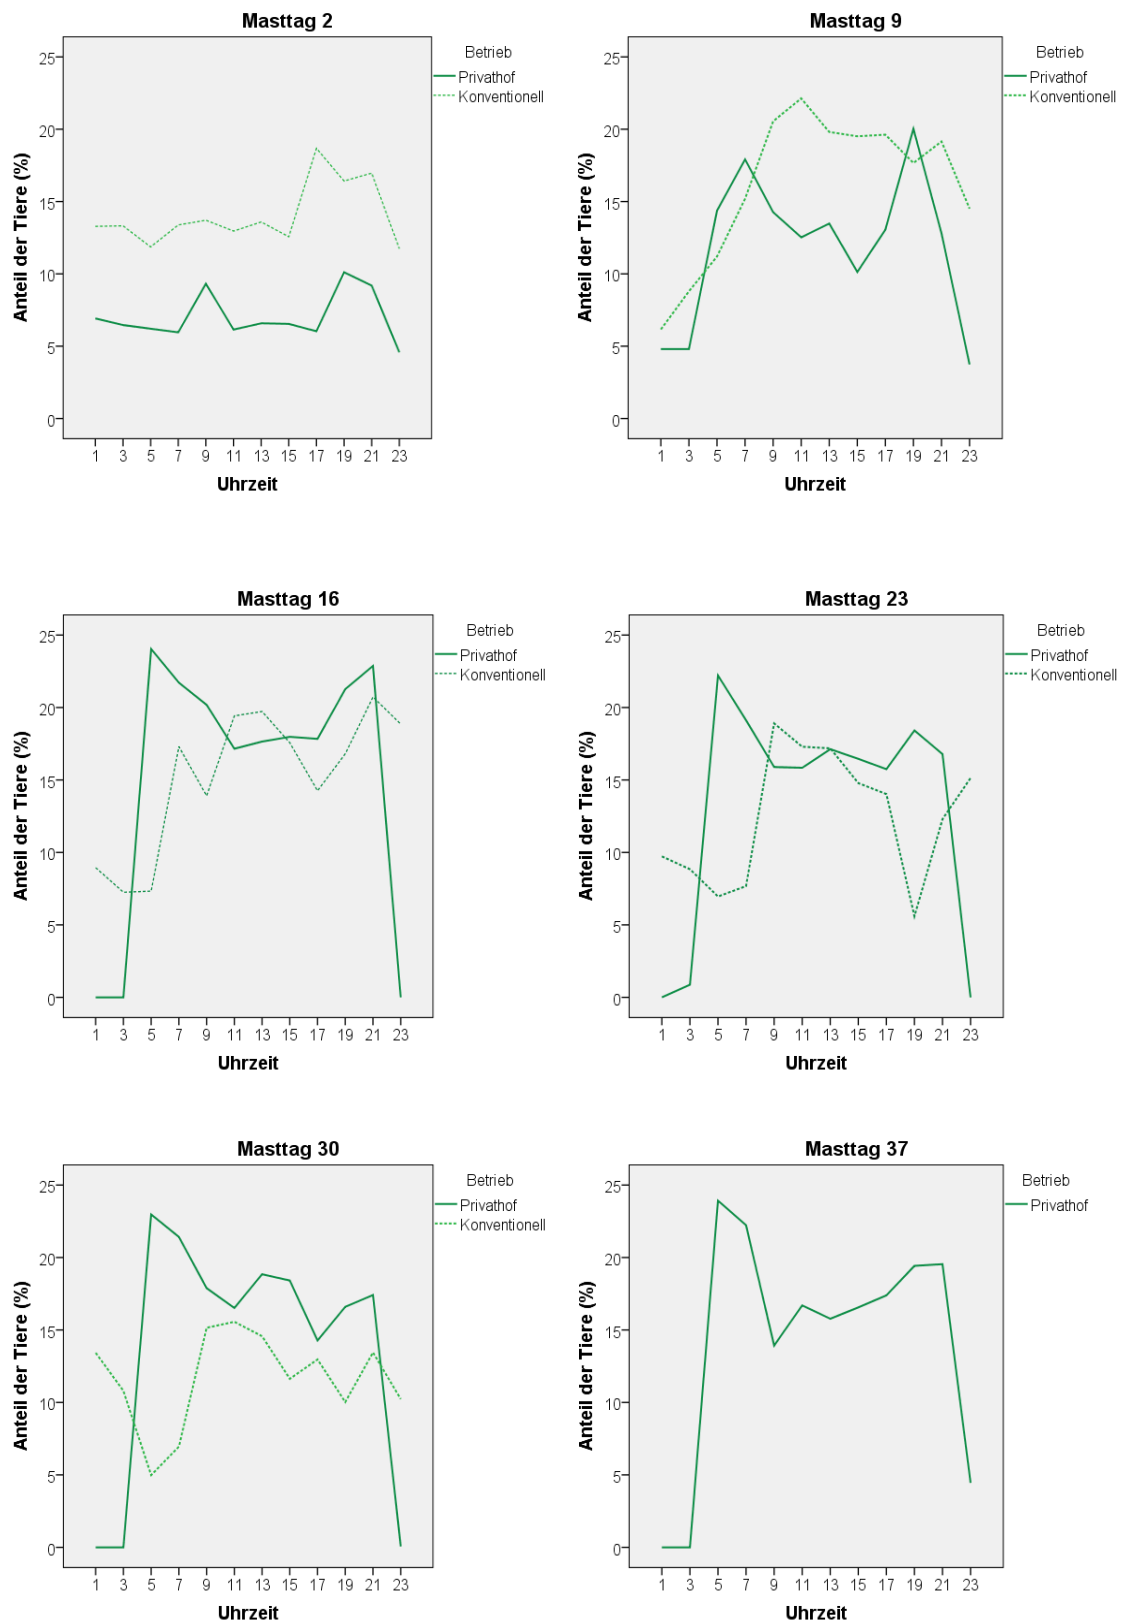 Masttag 2
Betrieb
Privathof
Konventionell
Anteil der Tiere (%)
25
20
15
10
5
0
1 3 5 7 9 11 13 15 17 19 21 23
Uhrzeit
Masttag 9
Betrieb
Privathof
Konventionell
Anteil der Tiere (%)
25
20
15
10
5
0
1 3 5 7 9 11 13 15 17 19 21 23
Uhrzeit
Masttag 16
Betrieb
Privathof
Konventionell
Anteil der Tiere (%)
25
20
15
10
5
0
1 3 5 7 9 11 13 15 17 19 21 23
Uhrzeit
Masttag 23
Betrieb
Privathof
Konventionell
Anteil der Tiere (%)
25
20
15
10
5
0
1 3 5 7 9 11 13 15 17 19 21 23
Uhrzeit
Masttag 30
Betrieb
Privathof
Konventionell
Anteil der Tiere (%)
25
20
15
10
5
0
1 3 5 7 9 11 13 15 17 19 21 23
Uhrzeit
Masttag 37
Betrieb
Privathof
Anteil der Tiere (%)
25
20
15
10
5
0
1 3 5 7 9 11 13 15 17 19 21 23
Uhrzeit